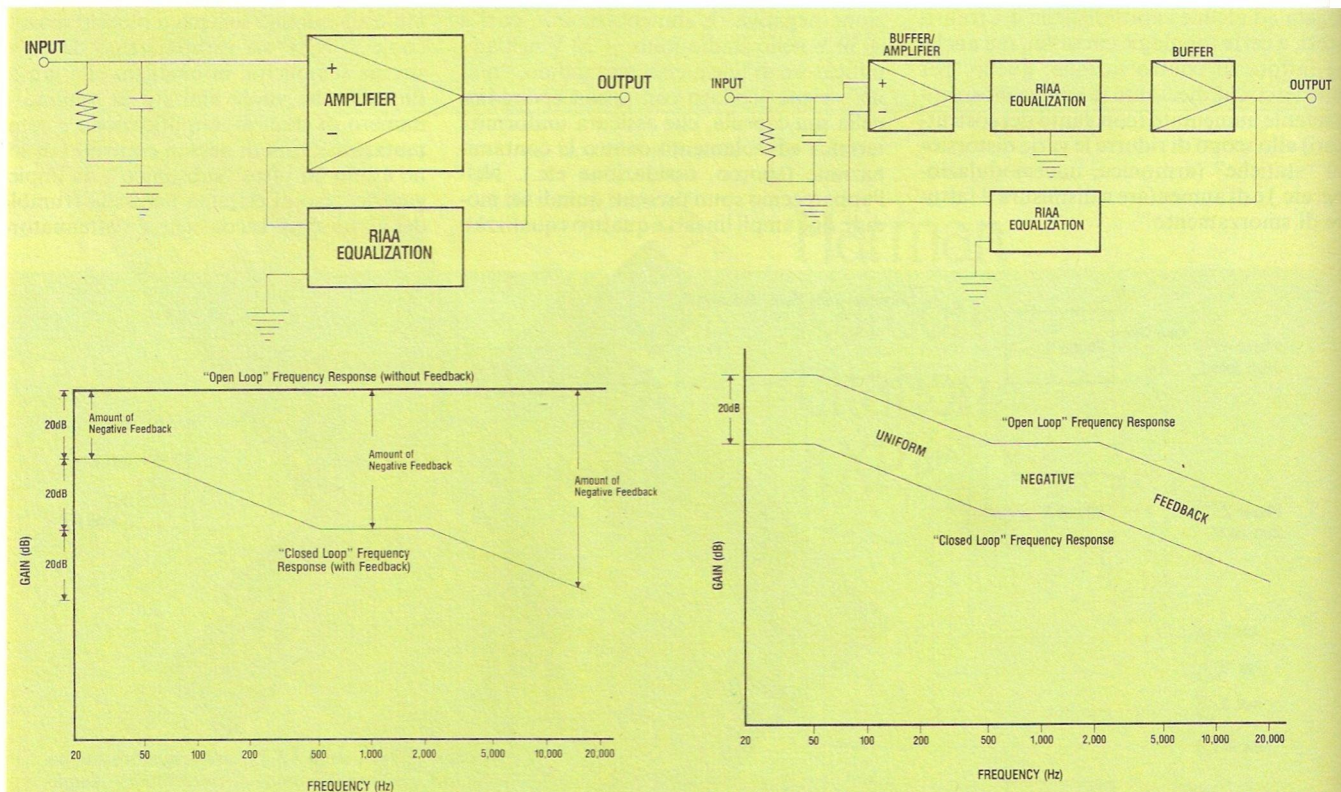 INPUT
+
AMPLIFIER
−
OUTPUT
RIAA
EQUALIZATION
BUFFER/
AMPLIFIER
INPUT
+
RIAA
EQUALIZATION
BUFFER
OUTPUT
RIAA
EQUALIZATION
"Open Loop" Frequency Response (without Feedback)
20dB
Amount of
Negative Feedback
Amount of
Negative Feedback
Amount of
Negative Feedback
20dB
20dB
"Closed Loop" Frequency
Response (with Feedback)
GAIN (dB)
20 50 100 500 1,000 2,000 5,000 10,000 20,000
FREQUENCY (Hz)
20dB
"Open Loop" Frequency Response
UNIFORM
NEGATIVE
FEEDBACK
"Closed Loop" Frequency Response
GAIN (dB)
20 50 100 500 1,000 2,000 5,000 10,000 20,000
FREQUENCY (Hz)